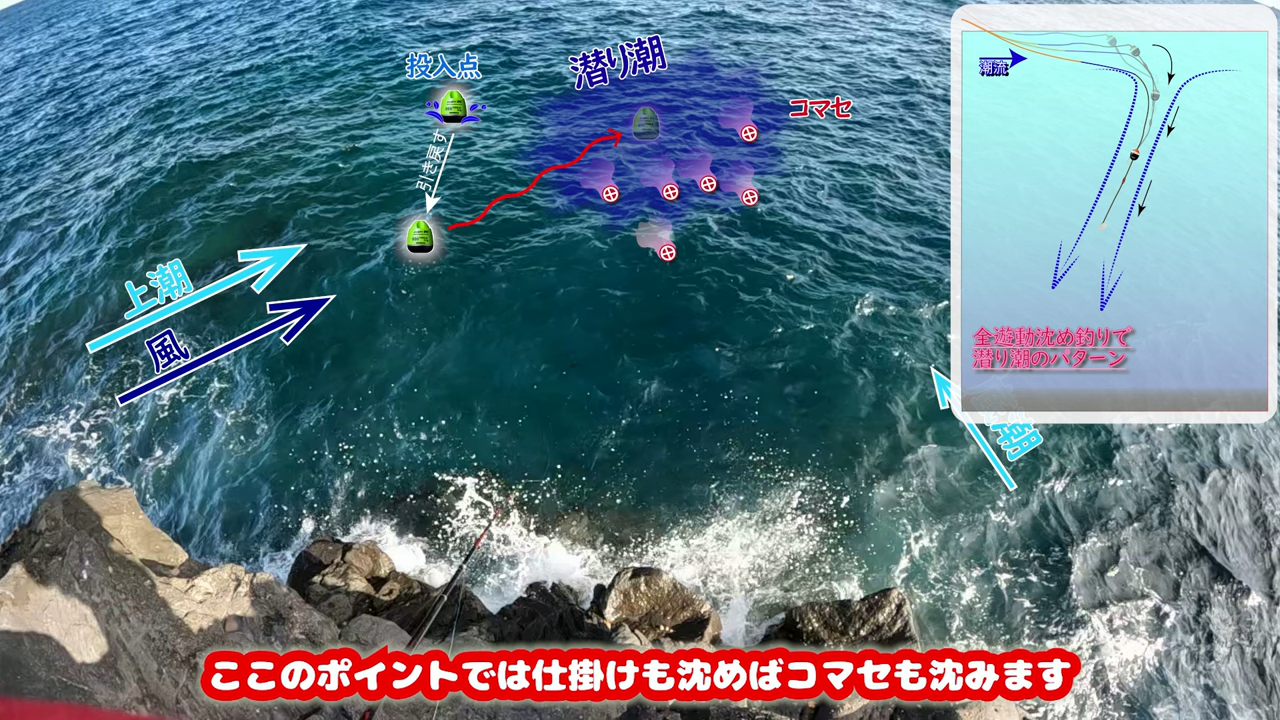 投入点
潜り潮
コマセ
引き戻す
上潮
風
潮流
全遊動沈め釣りで
潜り潮のパターン
潮
ここのポイントでは仕掛けも沈めばコマセも沈みます